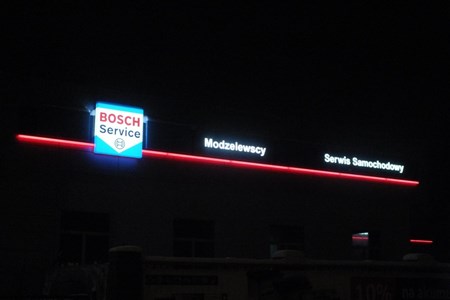 BOSCH
Service
Modzelewscy
Serwis Samochodowy